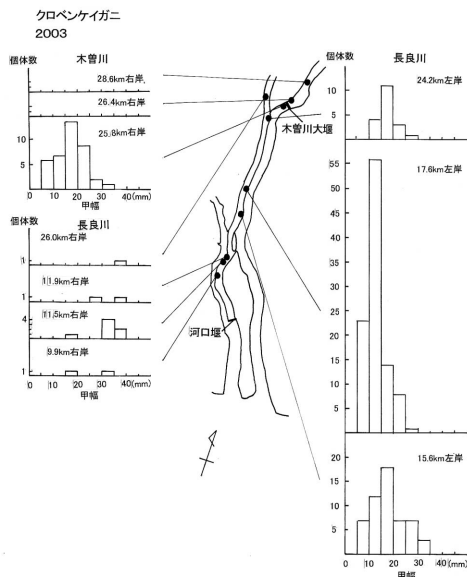 クロベンケイガニ
2003
個体数
木曽川
28.6km右岸
26.4km右岸
25.8km右岸
10
5
0 10 20 30 40(mm)
甲幅
個体数
長良川
26.0km右岸
1
11.9km右岸
1
11.5km右岸
4
9.9km右岸
1
0 10 20 30 40(mm)
甲幅
木曽川大堰
河口堰
個体数
長良川
24.2km左岸
10
5
17.6km左岸
55
50
45
40
35
30
25
20
15
10
5
15.6km左岸
20
15
10
5
0 10 20 30 40(mm)
甲幅